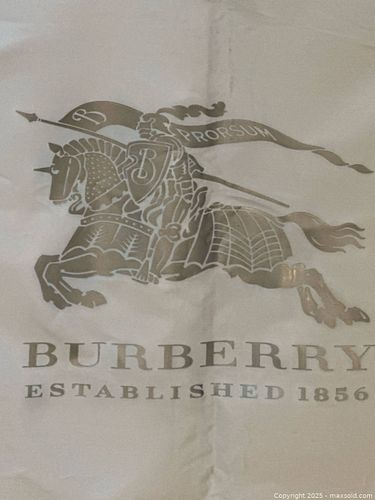 B PRORSUM
B
BURBERRY
ESTABLISHED 1856
Copyright 2025 - maxsold.com